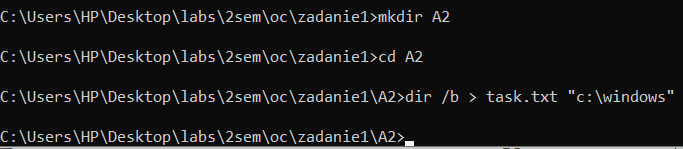 C:\Users\HP\Desktop\labs\2sem\oc\zadanie1>mkdir A2
C:\Users\HP\Desktop\labs\2sem\oc\zadanie1>cd A2
C:\Users\HP\Desktop\labs\2sem\oc\zadanie1\A2>dir /b > task.txt "c:\windows"
C:\Users\HP\Desktop\labs\2sem\oc\zadanie1\A2>